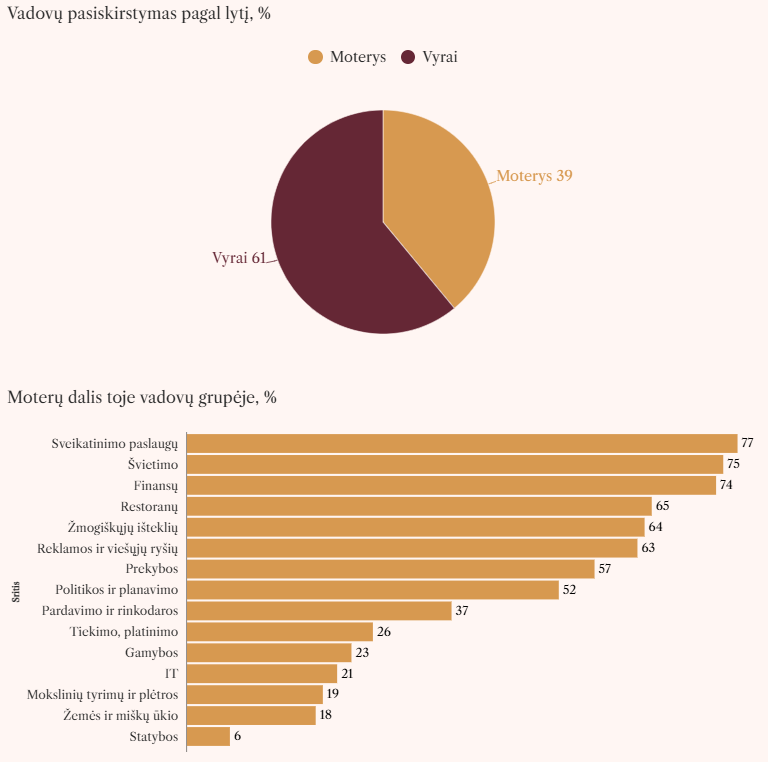 Vadovų pasiskirstymas pagal lytį, %
Moterys
Vyrai
Moterys 39
Vyrai 61
Moterų dalis toje vadovų grupėje, %
Sritis
Sveikatinimo paslaugų 77
Švietimo 75
Finansų 74
Restoranų 65
Žmogiškųjų išteklių 64
Reklamos ir viešųjų ryšių 63
Prekybos 57
Politikos ir planavimo 52
Pardavimo ir rinkodaros 37
Tiekimo, platinimo 26
Gamybos 23
IT 21
Mokslinių tyrimų ir plėtros 19
Žemės ir miškų ūkio 18
Statybos 6